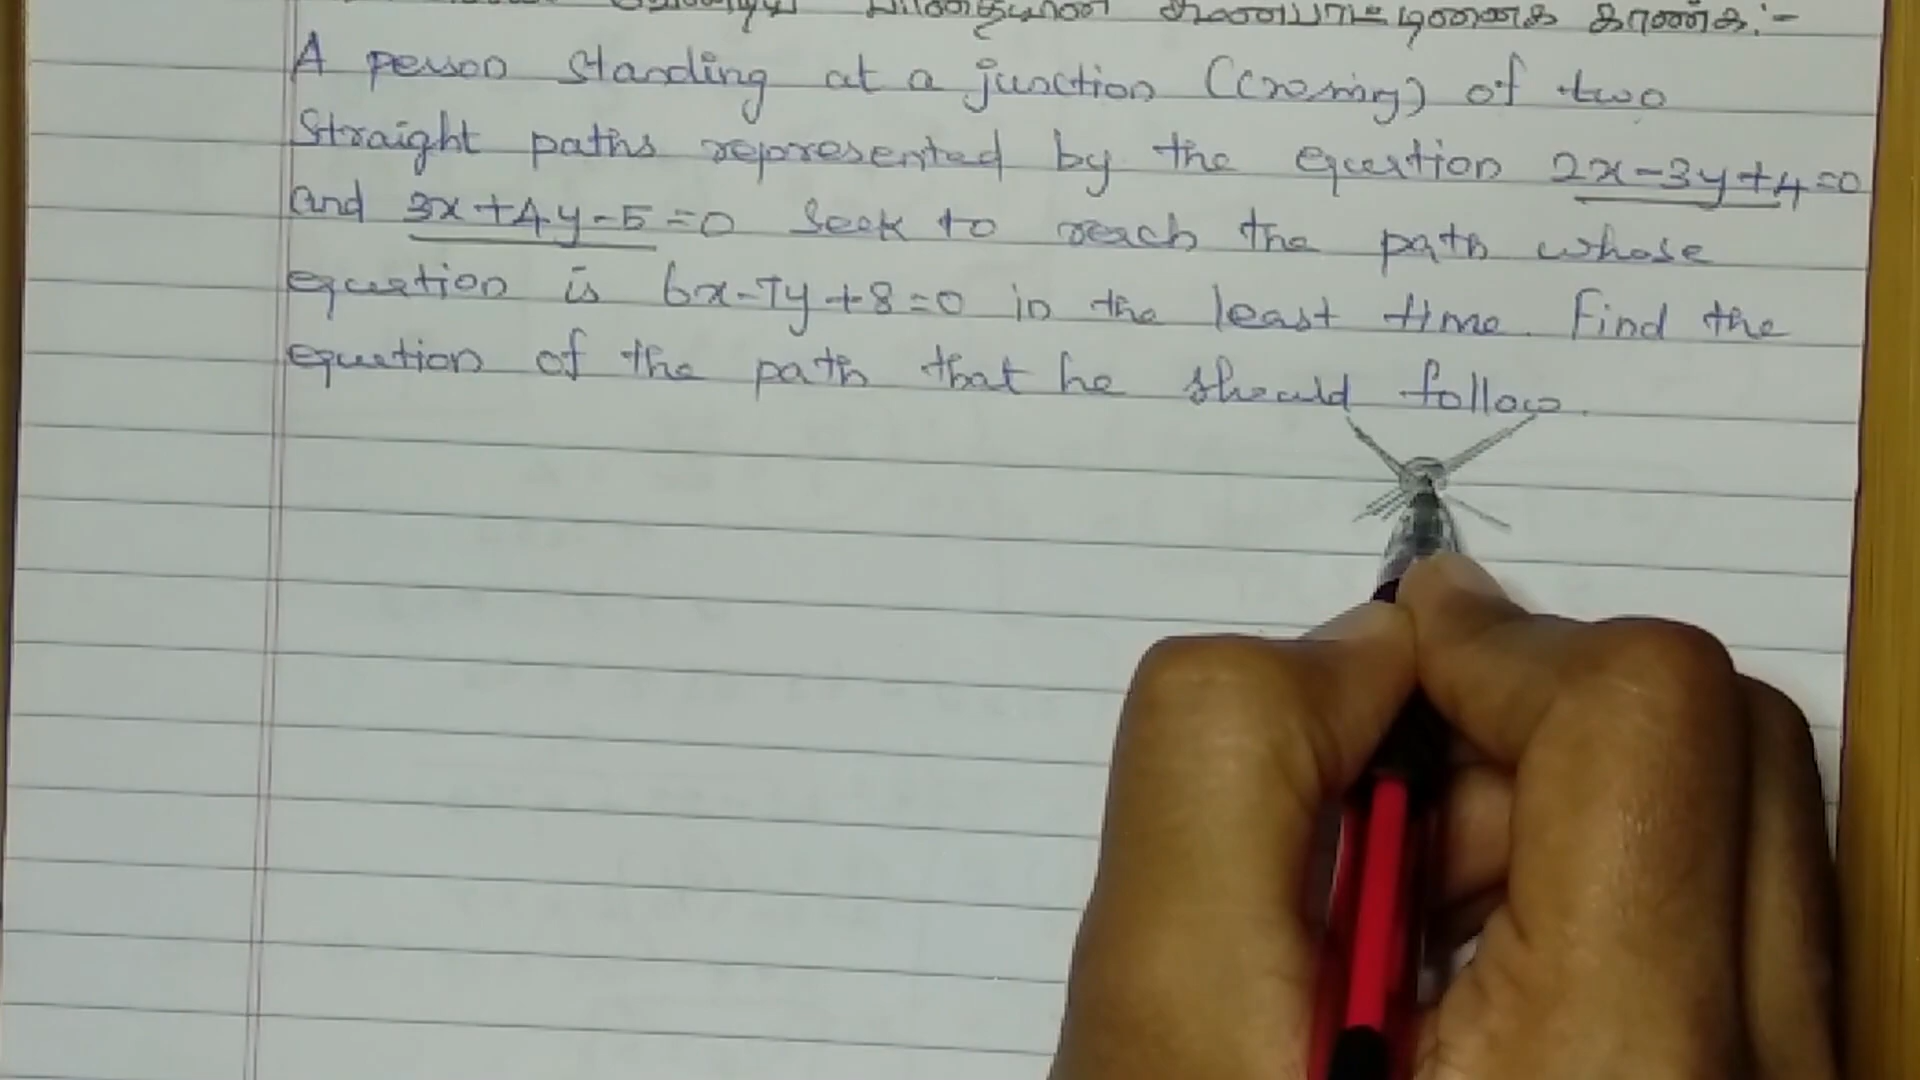 சமன்பாட்டினைக் காண்க:-
A person standing at a junction (crossing) of two
Straight paths represented by the equation 2x-3y+4=0
and 3x+4y-5=0 Seek to reach the path whose
equation is 6x-7y+8=0 in the least time. Find the
equation of the path that he should follow.